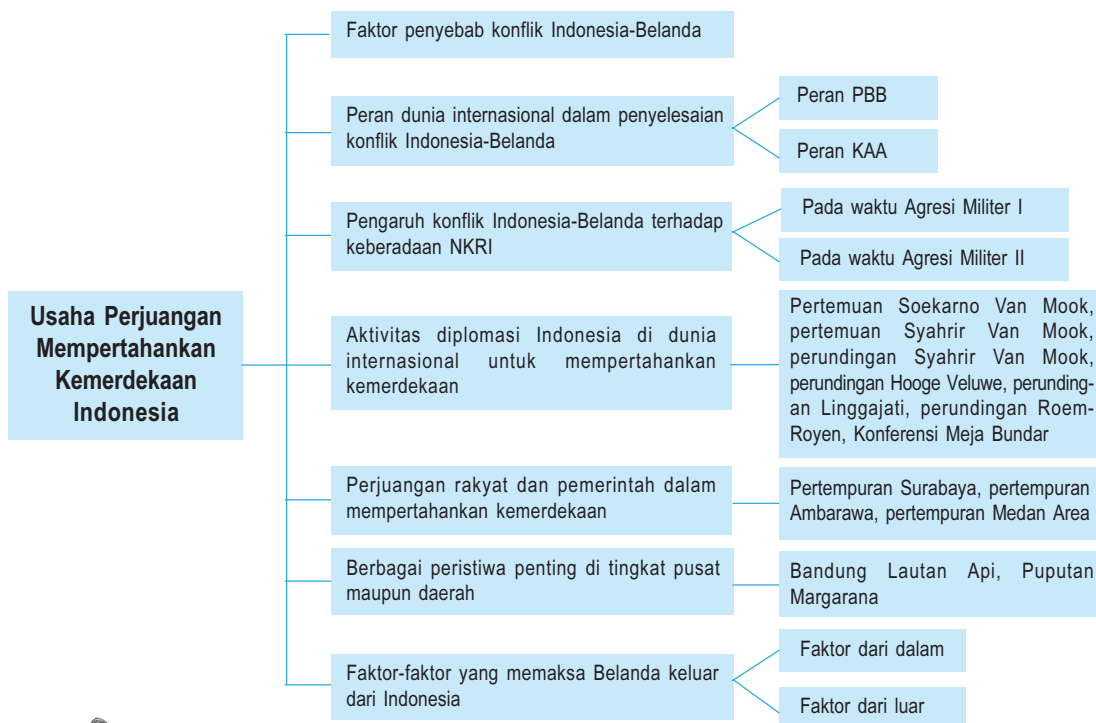 Usaha Perjuangan
Mempertahankan
Kemerdekaan
Indonesia
Faktor penyebab konflik Indonesia-Belanda
Peran dunia internasional dalam penyelesaian
konflik Indonesia-Belanda
Peran PBB
Peran KAA
Pengaruh konflik Indonesia-Belanda terhadap
keberadaan NKRI
Pada waktu Agresi Militer I
Pada waktu Agresi Militer II
Aktivitas diplomasi Indonesia di dunia
internasional untuk mempertahankan
kemerdekaan
Pertemuan Soekarno Van Mook,
pertemuan Syahrir Van Mook,
perundingan Syahrir Van Mook,
perundingan Hooge Veluwe, perunding-
an Linggajati, perundingan Roem-
Royen, Konferensi Meja Bundar
Perjuangan rakyat dan pemerintah dalam
mempertahankan kemerdekaan
Pertempuran Surabaya, pertempuran
Ambarawa, pertempuran Medan Area
Berbagai peristiwa penting di tingkat pusat
maupun daerah
Bandung Lautan Api, Puputan
Margarana
Faktor-faktor yang memaksa Belanda keluar
dari Indonesia
Faktor dari dalam
Faktor dari luar